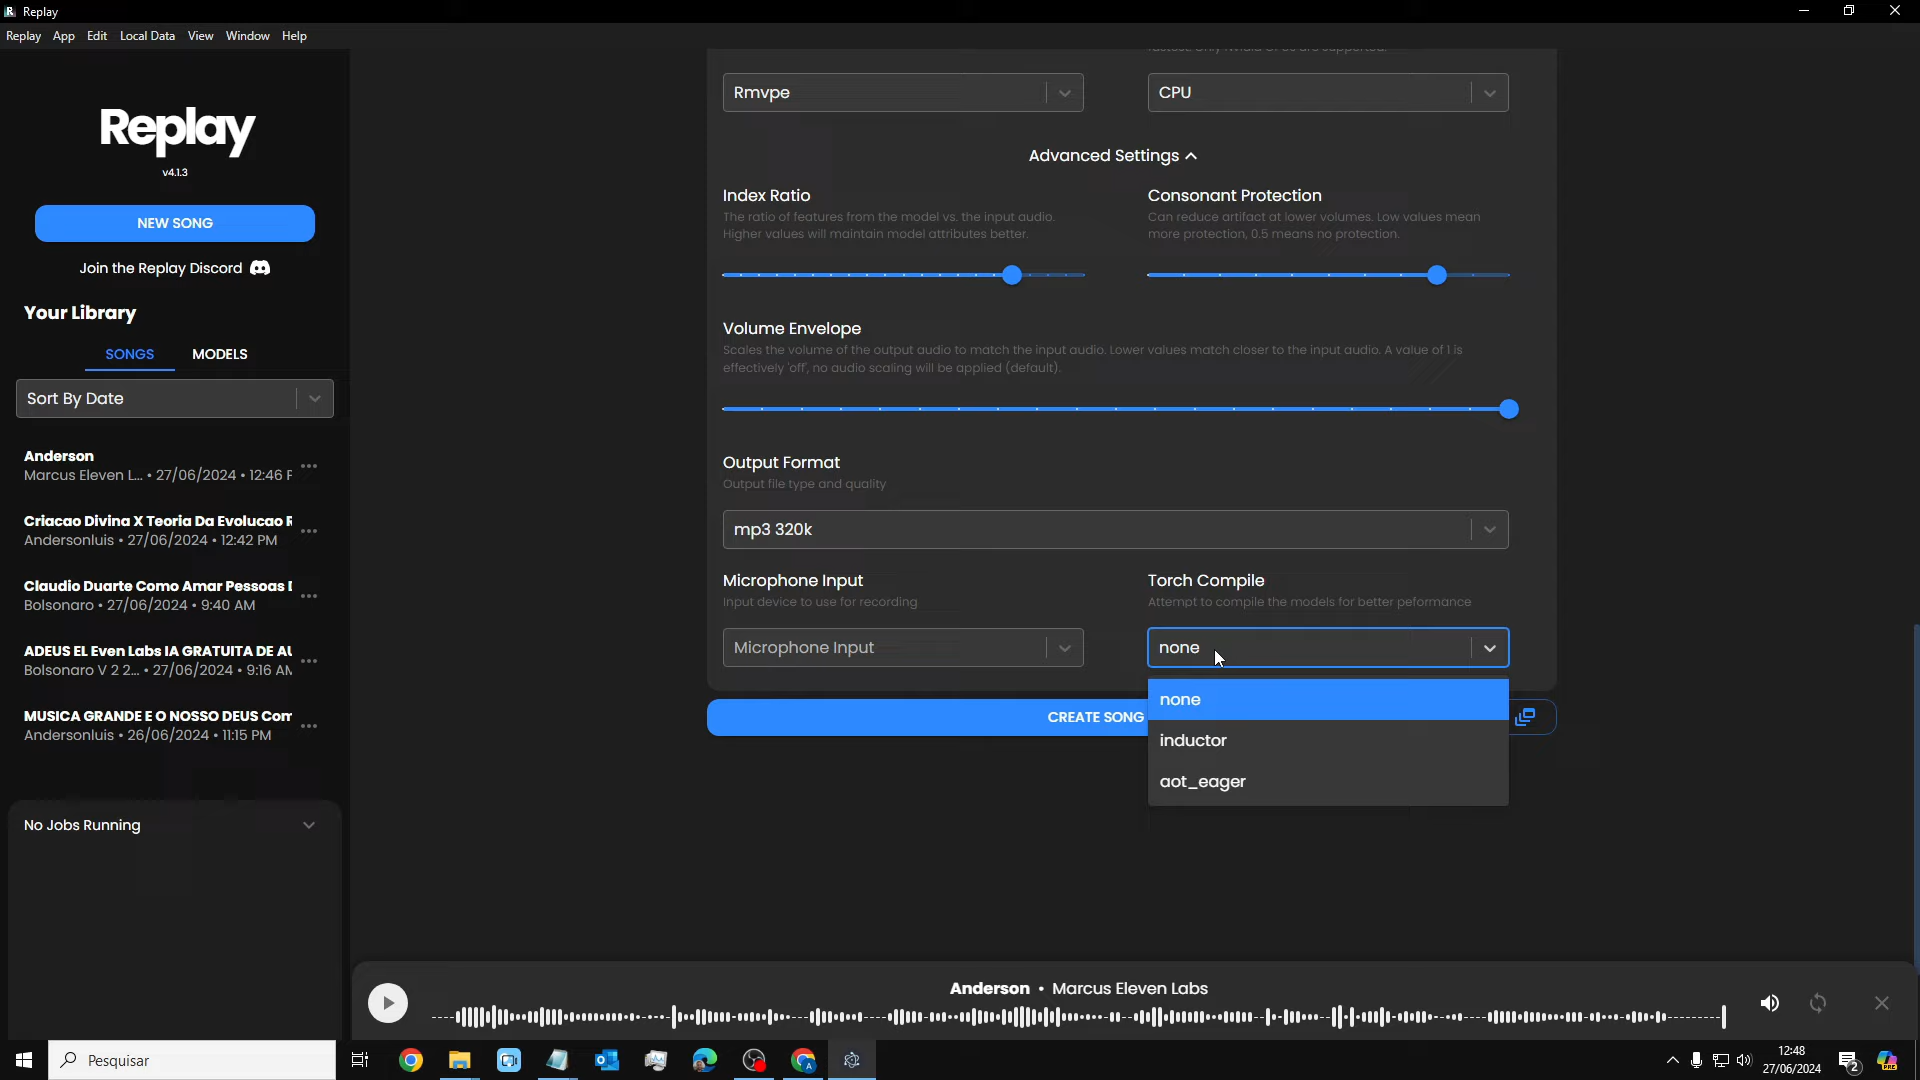 Replay
Replay App Edit Local Data View Window Help
Replay
v4.1.3
NEW SONG
Join the Replay Discord
Your Library
SONGS MODELS
Sort By Date
Anderson
Marcus Eleven L... • 27/06/2024 • 12:46 P
Criacao Divina X Teoria Da Evolucao R
Andersonluis • 27/06/2024 • 12:42 PM
Claudio Duarte Como Amar Pessoas D
Bolsonaro • 27/06/2024 • 9:40 AM
ADEUS EL Even Labs IA GRATUITA DE AU
Bolsonaro V 2 2... • 27/06/2024 • 9:16 AM
MUSICA GRANDE E O NOSSO DEUS Com
Andersonluis • 26/06/2024 • 11:15 PM
No Jobs Running
Rmvpe CPU
Advanced Settings
Index Ratio
The ratio of features from the model vs. the input audio.
Higher values will maintain model attributes better.
Consonant Protection
Can reduce artifact at lower volumes. Low values mean
more protection, 0.5 means no protection.
Volume Envelope
Scales the volume of the output audio to match the input audio. Lower values match closer to the input audio. A value of 1 is
effectively 'off', no audio scaling will be applied (default).
Output Format
Output file type and quality
mp3 320k
Microphone Input
Input device to use for recording
Microphone Input
Torch Compile
Attempt to compile the models for better peformance
none
none
inductor
aot_eager
CREATE SONG
Anderson • Marcus Eleven Labs
Pesquisar
12:48
27/06/2024
2